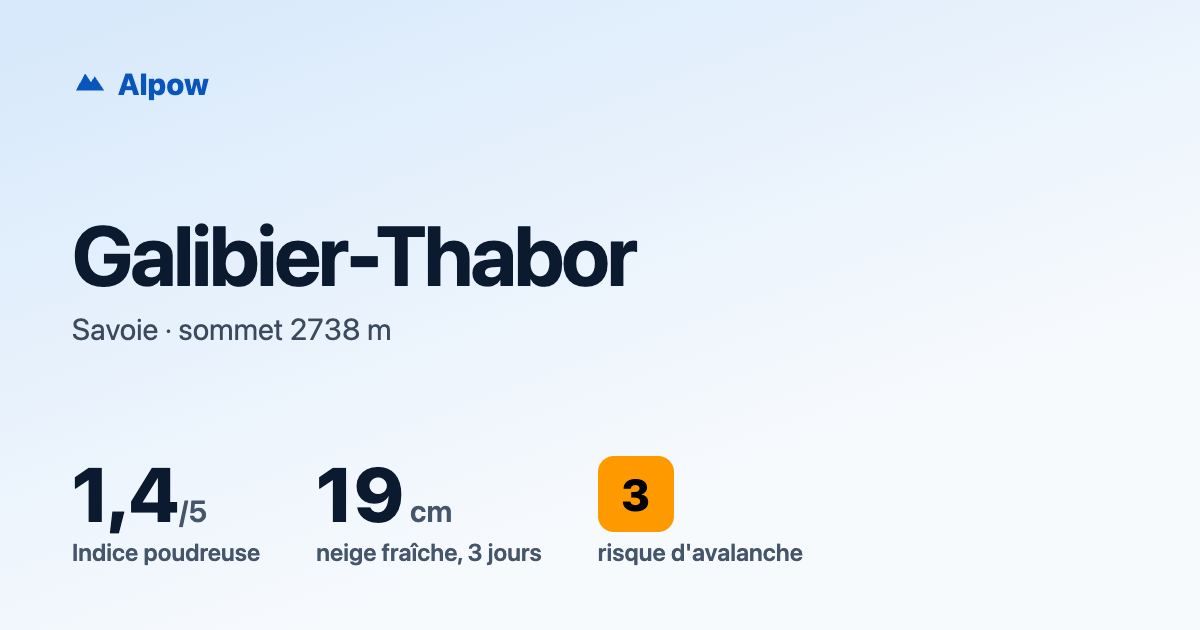 Alpow
Galibier-Thabor
Savoie · sommet 2738 m
1,4/5
Indice poudreuse
19 cm
neige fraîche, 3 jours
3
risque d'avalanche